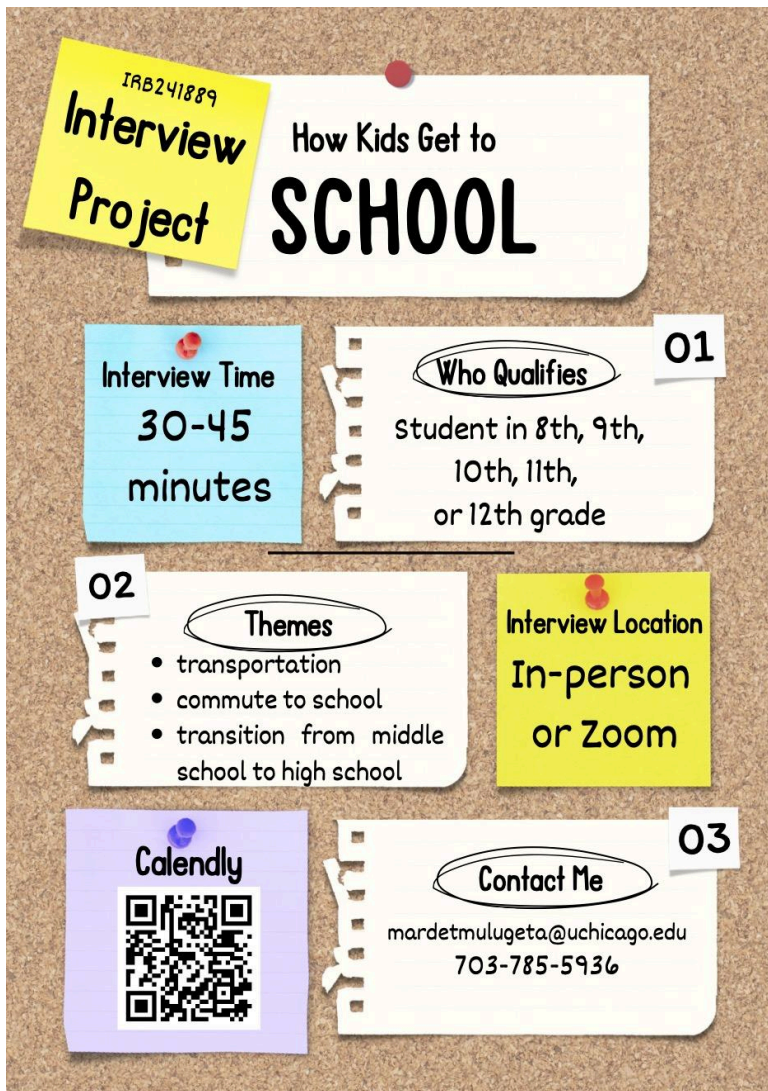 IRB241889
Interview
Project
How Kids Get to
SCHOOL
Interview Time
30-45
minutes
01
Who Qualifies
Student in 8th, 9th,
10th, 11th,
or 12th grade
02
Themes
• transportation
• commute to school
• transition from middle
school to high school
Interview Location
In-person
or Zoom
Calendly
03
Contact Me
mardetmulugeta@uchicago.edu
703-785-5936